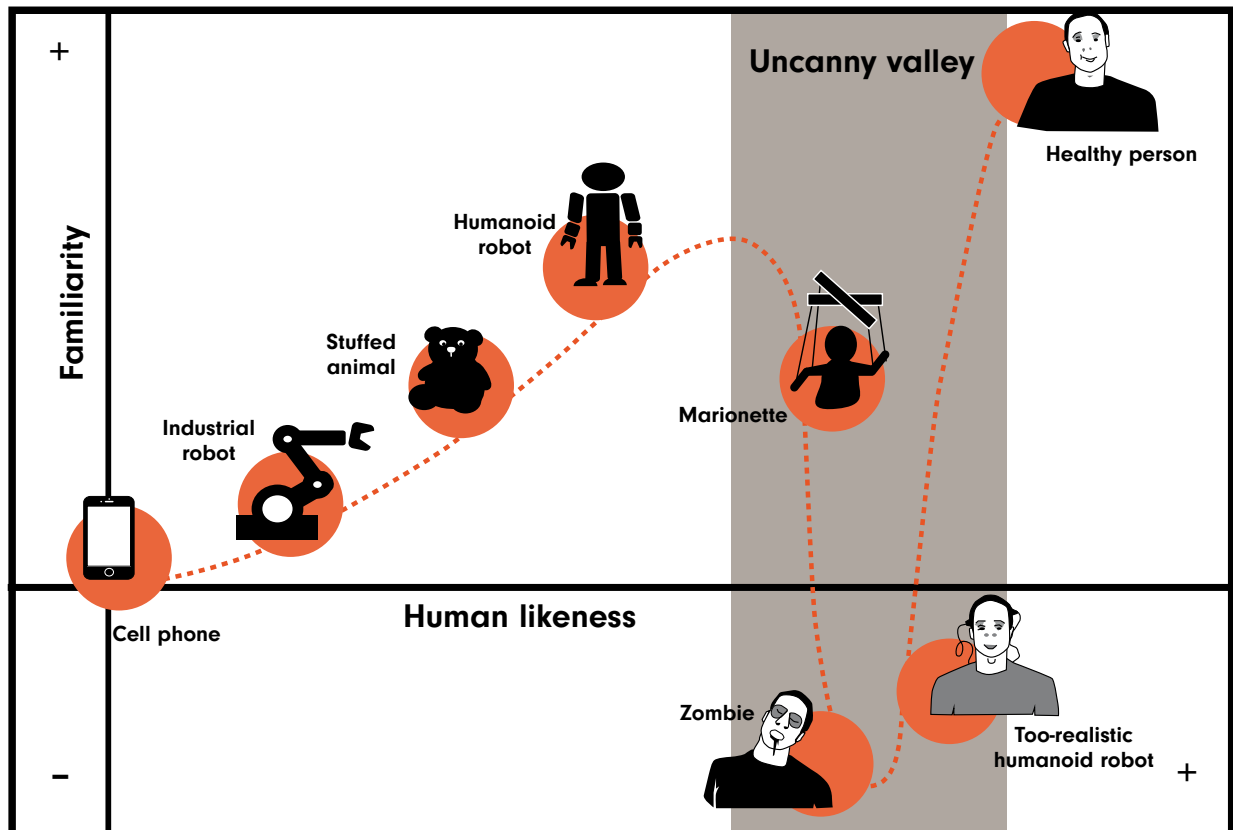 +
Uncanny valley
Healthy person
Humanoid
robot
Familiarity
Stuffed
animal
Marionette
Industrial
robot
Human likeness
Cell phone
Zombie
Too-realistic
humanoid robot
–
+